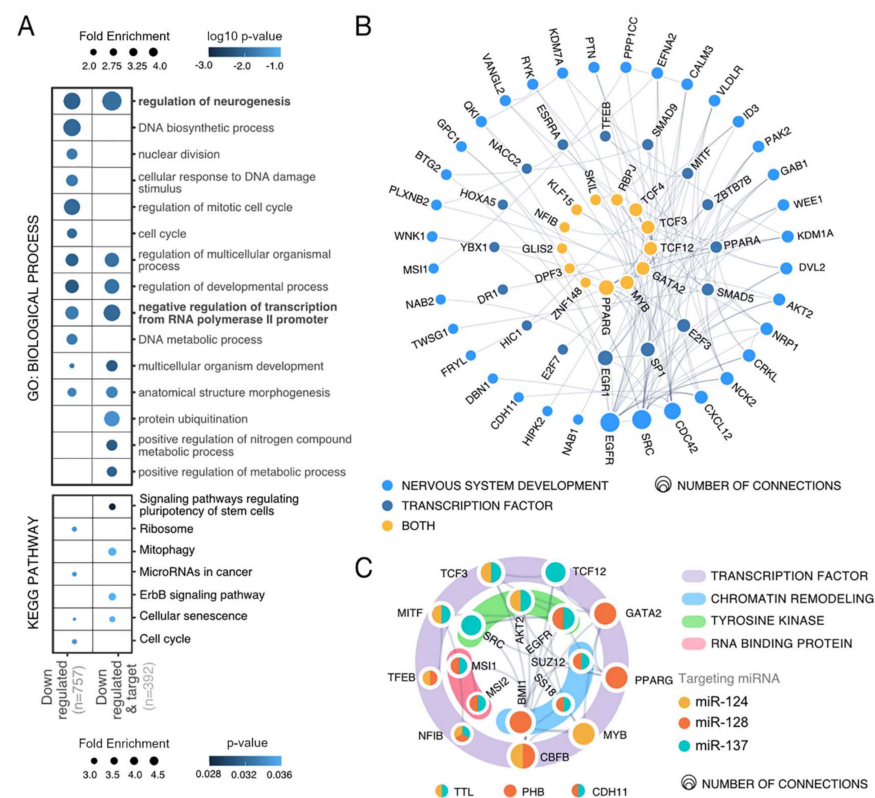 A
Fold Enrichment
2.0 2.75 3.25 4.0
log10 p-value
-3.0 -2.0 -1.0
GO: BIOLOGICAL PROCESS
regulation of neurogenesis
DNA biosynthetic process
nuclear division
cellular response to DNA damage
stimulus
regulation of mitotic cell cycle
cell cycle
regulation of multicellular organismal
process
regulation of developmental process
negative regulation of transcription
from RNA polymerase II promoter
DNA metabolic process
multicellular organism development
anatomical structure morphogenesis
protein ubiquitination
positive regulation of nitrogen compound
metabolic process
positive regulation of metabolic process
KEGG PATHWAY
Signaling pathways regulating
pluripotency of stem cells
Ribosome
Mitophagy
MicroRNAs in cancer
ErbB signaling pathway
Cellular senescence
Cell cycle
Down
regulated
(n=757)
Down
regulated
& target
(n=392)
Fold Enrichment
3.0 3.5 4.0 4.5
p-value
0.028 0.032 0.036
B
PTN
PPP1CC
EFNA2
CALM3
VLDLR
ID3
PAK2
GAB1
WEE1
KDM1A
DVL2
AKT2
NRP1
CRKL
NCK2
CXCL12
CDC42
SRC
EGFR
NAB1
HIPK2
CDH11
DBN1
FRYL
TWSG1
NAB2
MSI1
WNK1
PLXNB2
BTG2
GPC1
QKI
VANGL2
RYK
KDM7A
TFEB
SMAD9
MITF
ZBTB7B
PPARA
SMAD5
E2F3
SP1
EGR1
E2F7
HIC1
DR1
YBX1
HOXA5
NACC2
ESRRA
RBPJ
TCF4
TCF3
TCF12
GATA2
MYB
PPARG
ZNF148
DPF3
GLIS2
NFIB
KLF15
SKIL
NERVOUS SYSTEM DEVELOPMENT
TRANSCRIPTION FACTOR
BOTH
NUMBER OF CONNECTIONS
C
TCF3
TCF12
MITF
GATA2
TFEB
PPARG
NFIB
MYB
CBFB
AKT2
SRC
EGFR
MSI1
MSI2
SUZ12
SS18
BMI1
TTL
PHB
CDH11
TRANSCRIPTION FACTOR
CHROMATIN REMODELING
TYROSINE KINASE
RNA BINDING PROTEIN
Targeting miRNA
miR-124
miR-128
miR-137
NUMBER OF CONNECTIONS